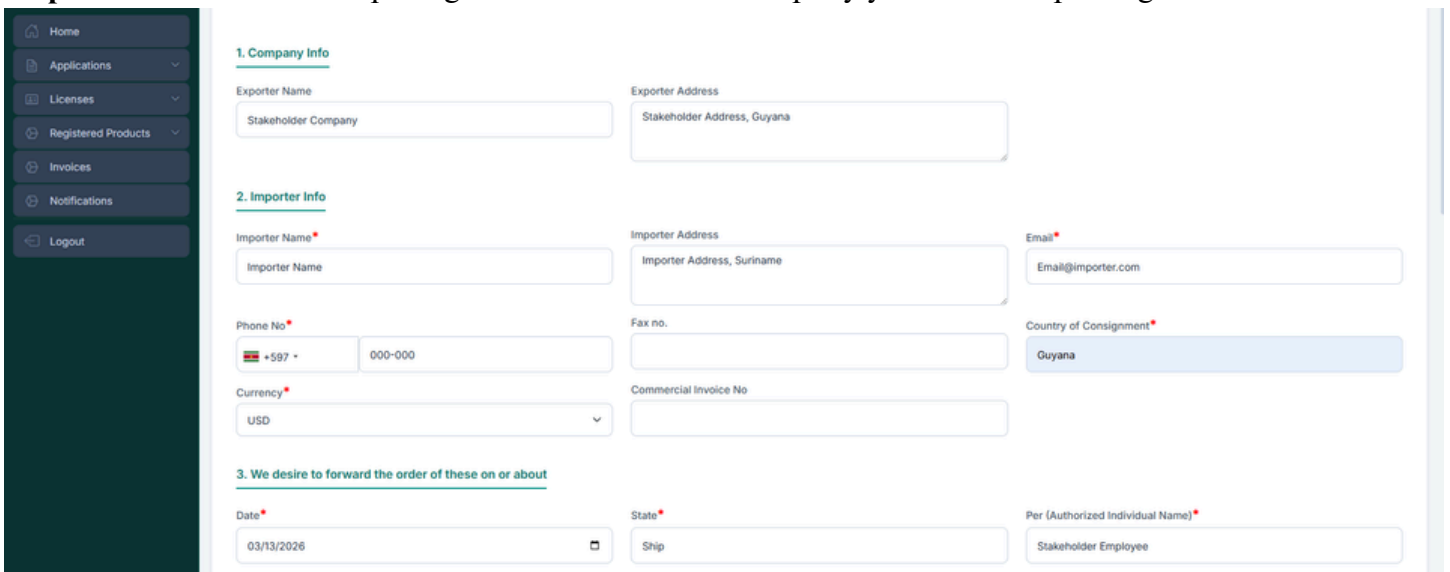 Home
Applications
Licenses
Registered Products
Invoices
Notifications
Logout
1. Company Info
Exporter Name
Exporter Address
Stakeholder Company
Stakeholder Address, Guyana
2. Importer Info
Importer Name*
Importer Address
Email*
Importer Name
Importer Address, Suriname
Email@importer.com
Phone No*
Fax no.
Country of Consignment*
+597
000-000
Guyana
Currency*
Commercial Invoice No
USD
3. We desire to forward the order of these on or about
Date*
State*
Per (Authorized Individual Name)*
03/13/2026
Ship
Stakeholder Employee